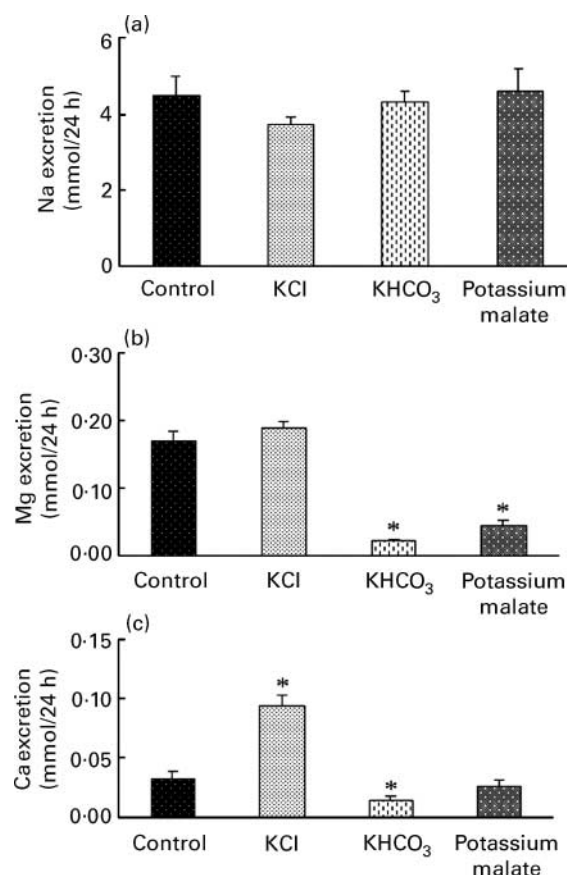 (a)
6
4
2
0
Na excretion
(mmol/24 h)
Control KCl KHCO₃ Potassium
malate
(b)
0·30
0·20
0·10
0·00
Mg excretion
(mmol/24 h)
*
*
Control KCl KHCO₃ Potassium
malate
(c)
0·15
0·10
0·05
0·00
Ca excretion
(mmol/24 h)
*
*
Control KCl KHCO₃ Potassium
malate